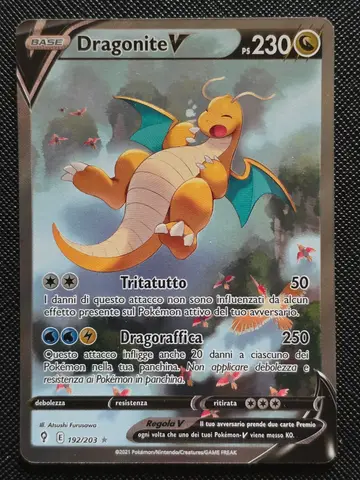 BASE Dragonite V PS 230
Tritatutto 50
I danni di questo attacco non sono influenzati da alcun
effetto presente sul Pokémon attivo del tuo avversario.
Dragoraffica 250
Questo attacco infligge anche 20 danni a ciascuno dei
Pokémon nella tua panchina. Non applicare debolezza e
resistenza ai Pokémon in panchina.
debolezza resistenza ritirata
Ill. Atsushi Furusawa
E 192/203
Regola V Il tuo avversario prende due carte Premio
ogni volta che uno dei tuoi Pokémon-V viene messo KO.
©2021 Pokémon/Nintendo/Creatures/GAME FREAK